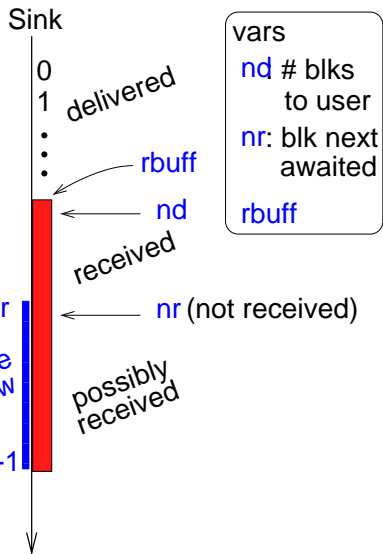 Sink
0
1
delivered
rbuff
nd
received
nr (not received)
possibly
received
r
e
w
-1
vars
nd: # blks
to user
nr: blk next
awaited
rbuff